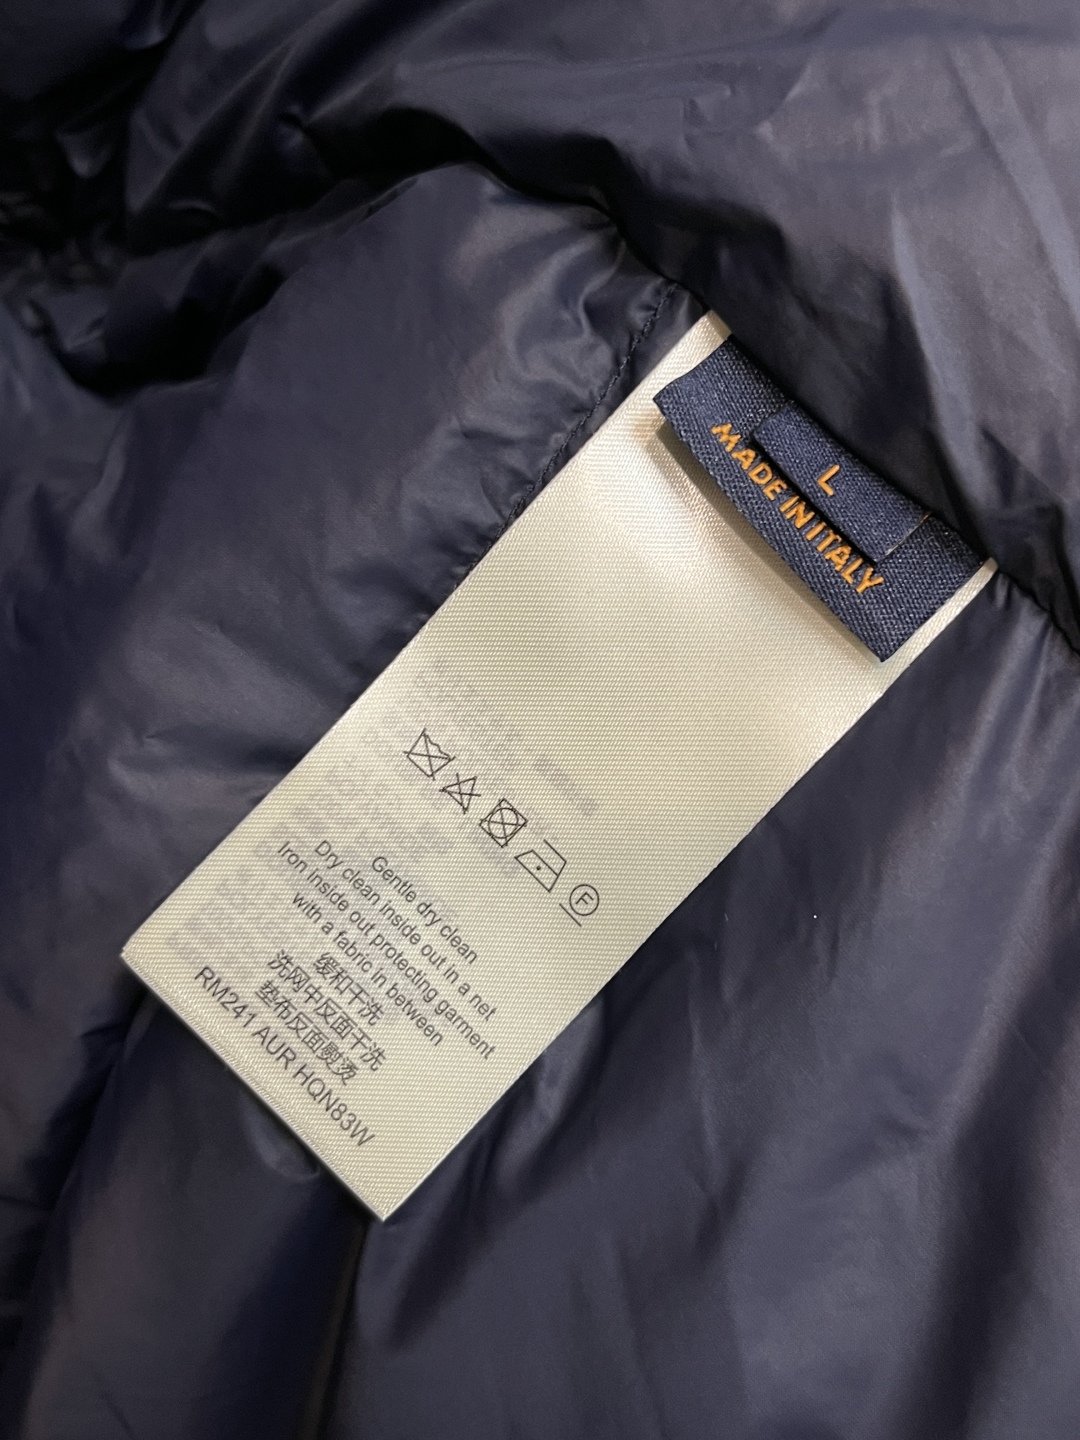 L
MADE IN ITALY
F
Gentle dry clean
Dry clean inside out in a net
Iron inside out protecting garment
with a fabric in between
缓和干洗
洗网中反面干洗
垫布反面熨烫
RM241 AUR HQN83W